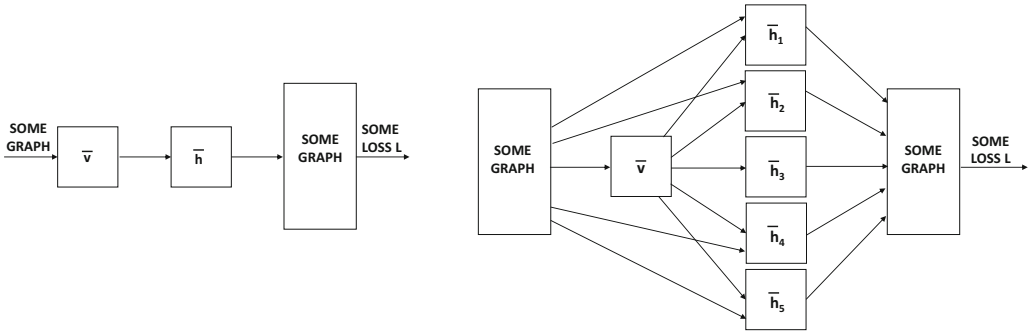 SOME
GRAPH
v̅
h̅
SOME
GRAPH
SOME
LOSS L
SOME
GRAPH
v̅
h̅₁
h̅₂
h̅₃
h̅₄
h̅₅
SOME
GRAPH
SOME
LOSS L